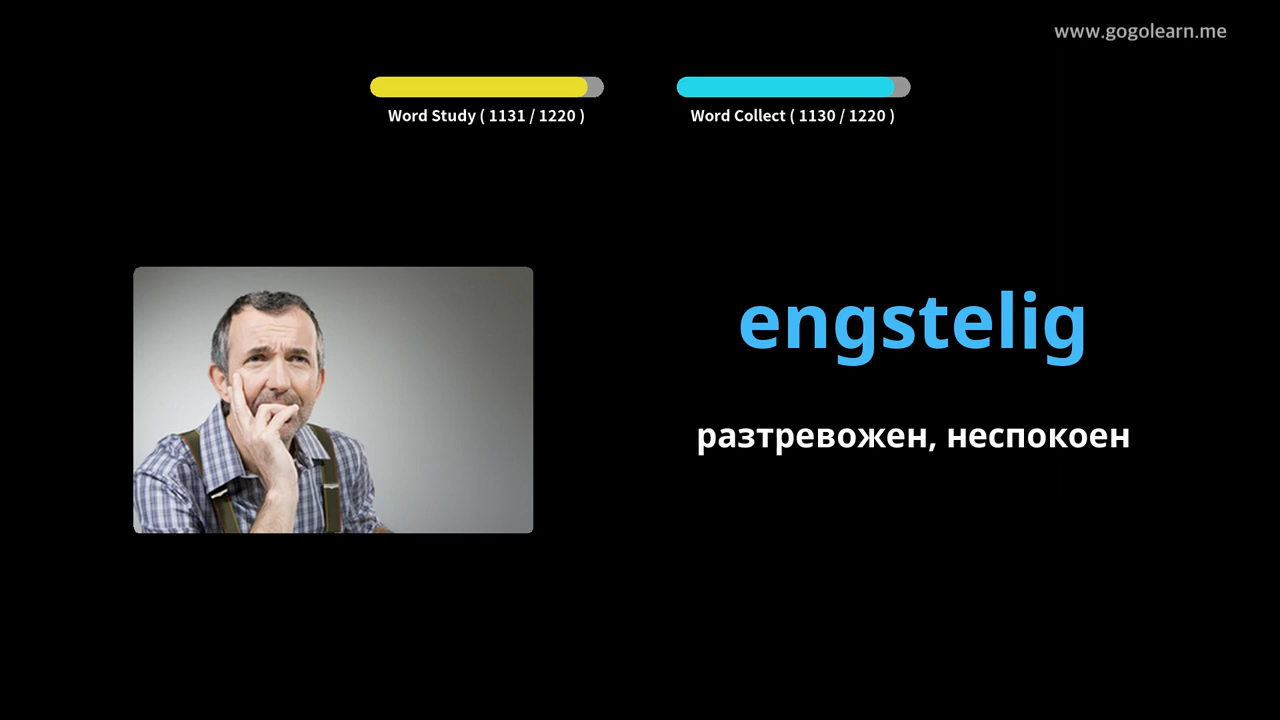 www.gogolearn.me
Word Study ( 1131 / 1220 )
Word Collect ( 1130 / 1220 )
engstelig
разтревожен, неспокоен